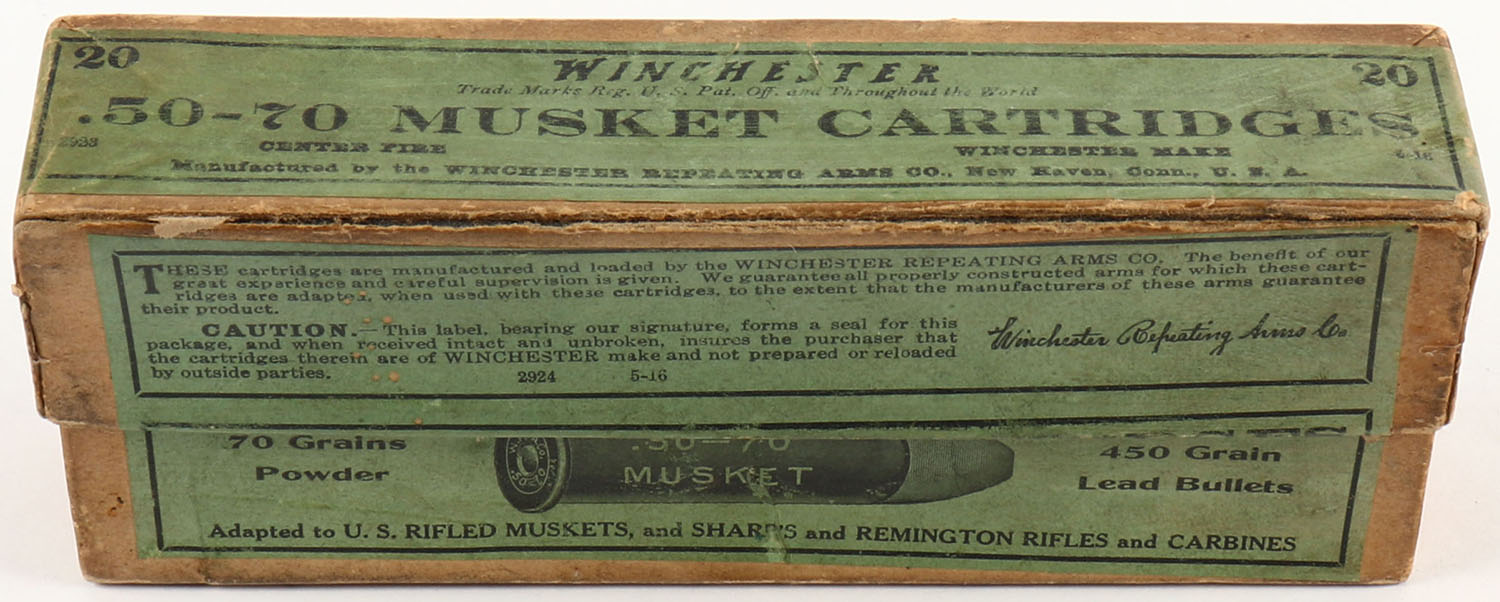 20 WINCHESTER 20
Trade Marks Reg. U. S. Pat. Off. and Throughout the World
.50-70 MUSKET CARTRIDGES
2923 CENTER FIRE WINCHESTER MAKE 4-16
Manufactured by the WINCHESTER REPEATING ARMS CO., New Haven, Conn., U. S. A.
THESE cartridges are manufactured and loaded by the WINCHESTER REPEATING ARMS CO. The benefit of our
great experience and careful supervision is given. We guarantee all properly constructed arms for which these cart-
ridges are adapted, when used with these cartridges, to the extent that the manufacturers of these arms guarantee
their product.
CAUTION.—This label, bearing our signature, forms a seal for this
package, and when received intact and unbroken, insures the purchaser that
the cartridges therein are of WINCHESTER make and not prepared or reloaded
by outside parties. 2924 5-16
Winchester Repeating Arms Co
70 Grains
Powder
.50-70
MUSKET
450 Grain
Lead Bullets
Adapted to U. S. RIFLED MUSKETS, and SHARP'S and REMINGTON RIFLES and CARBINES